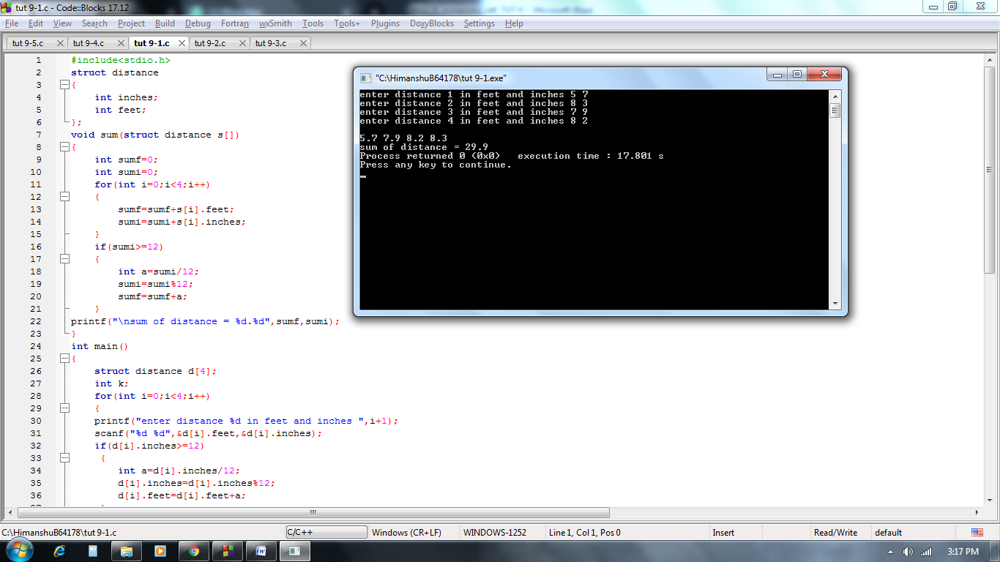 tut 9-1.c - Code::Blocks 17.12
File Edit View Search Project Build Debug Fortran wxSmith Tools Tools+ Plugins DoxyBlocks Settings Help
tut 9-5.c tut 9-4.c tut 9-1.c tut 9-2.c tut 9-3.c
1 #include<stdio.h>
2 struct distance
3 {
4 int inches;
5 int feet;
6 };
7 void sum(struct distance s[])
8 {
9 int sumf=0;
10 int sumi=0;
11 for(int i=0;i<4;i++)
12 {
13 sumf=sumf+s[i].feet;
14 sumi=sumi+s[i].inches;
15 }
16 if(sumi>=12)
17 {
18 int a=sumi/12;
19 sumi=sumi%12;
20 sumf=sumf+a;
21 }
22 printf("\nsum of distance = %d.%d",sumf,sumi);
23 }
24 int main()
25 {
26 struct distance d[4];
27 int k;
28 for(int i=0;i<4;i++)
29 {
30 printf("enter distance %d in feet and inches ",i+1);
31 scanf("%d %d",&d[i].feet,&d[i].inches);
32 if(d[i].inches>=12)
33 {
34 int a=d[i].inches/12;
35 d[i].inches=d[i].inches%12;
36 d[i].feet=d[i].feet+a;
"C:\HimanshuB64178\tut 9-1.exe"
enter distance 1 in feet and inches 5 7
enter distance 2 in feet and inches 8 3
enter distance 3 in feet and inches 7 9
enter distance 4 in feet and inches 8 2
5.7 7.9 8.2 8.3
sum of distance = 29.9
Process returned 0 (0x0) execution time : 17.801 s
Press any key to continue.
C:\HimanshuB64178\tut 9-1.c C/C++ Windows (CR+LF) WINDOWS-1252 Line 1, Col 1, Pos 0 Insert Read/Write default
3:17 PM